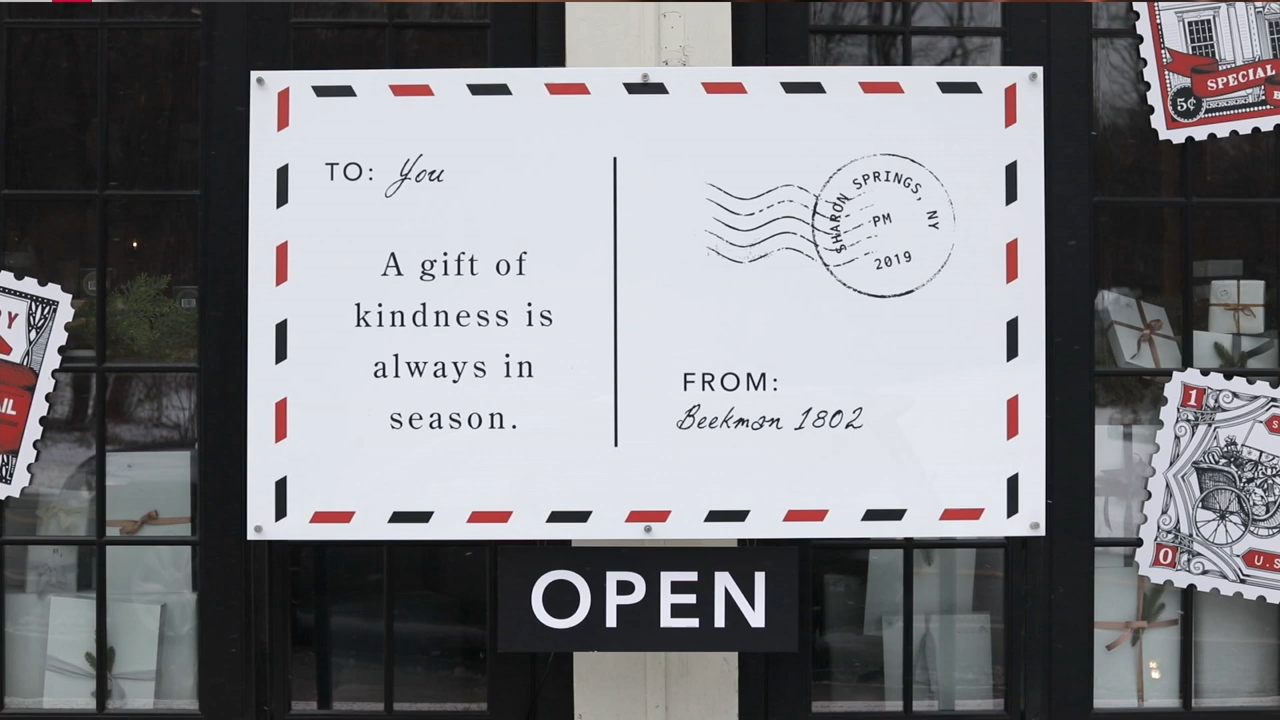 TO: You
A gift of
kindness is
always in
season.
SHARON SPRINGS, NY
PM
2019
FROM:
Beekman 1802
OPEN
SPECIAL
5¢
1
0
U.S